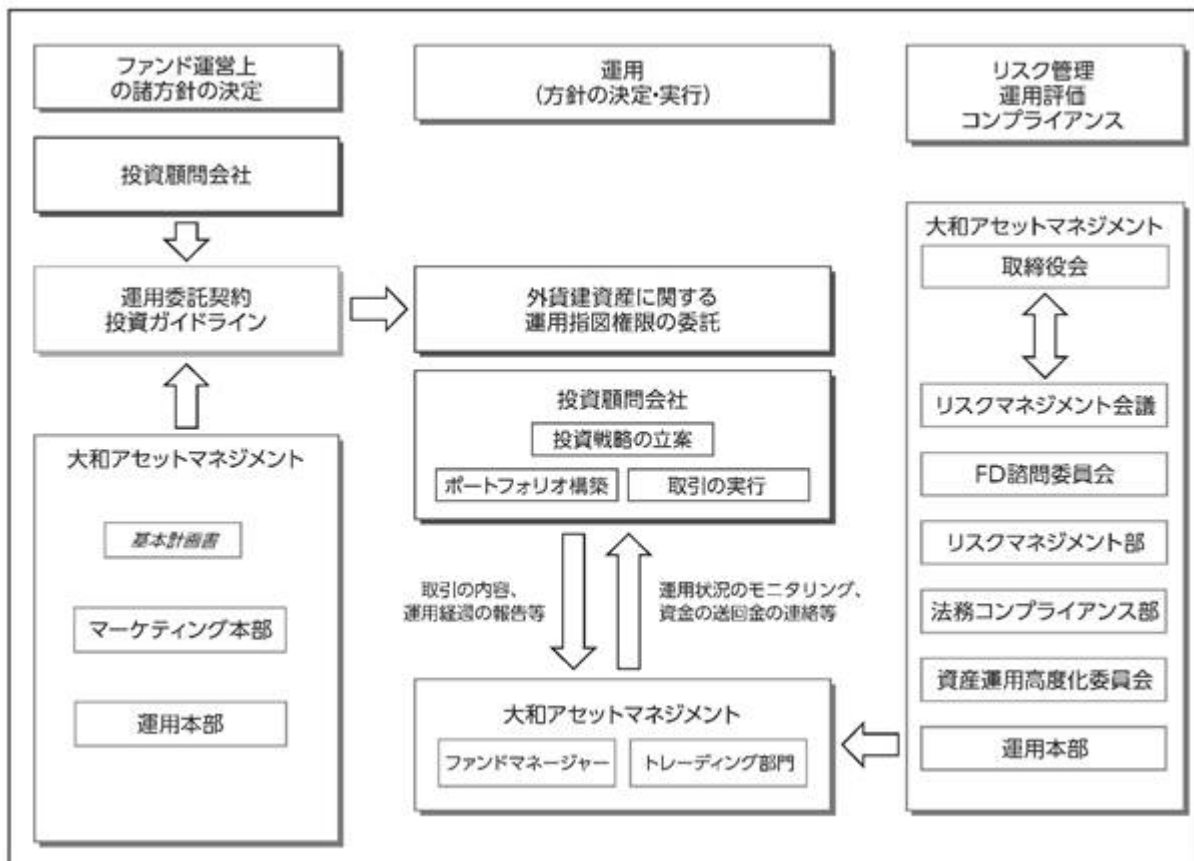 ファンド運営上
の諸方針の決定
投資顧問会社
運用委託契約
投資ガイドライン
大和アセットマネジメント
基本計画書
マーケティング本部
運用本部
運用
(方針の決定・実行)
外貨建資産に関する
運用指図権限の委託
投資顧問会社
投資戦略の立案
ポートフォリオ構築
取引の実行
取引の内容、
運用経過の報告等
運用状況のモニタリング、
資金の送回金の連絡等
大和アセットマネジメント
ファンドマネージャー
トレーディング部門
リスク管理
運用評価
コンプライアンス
大和アセットマネジメント
取締役会
リスクマネジメント会議
FD諮問委員会
リスクマネジメント部
法務コンプライアンス部
資産運用高度化委員会
運用本部